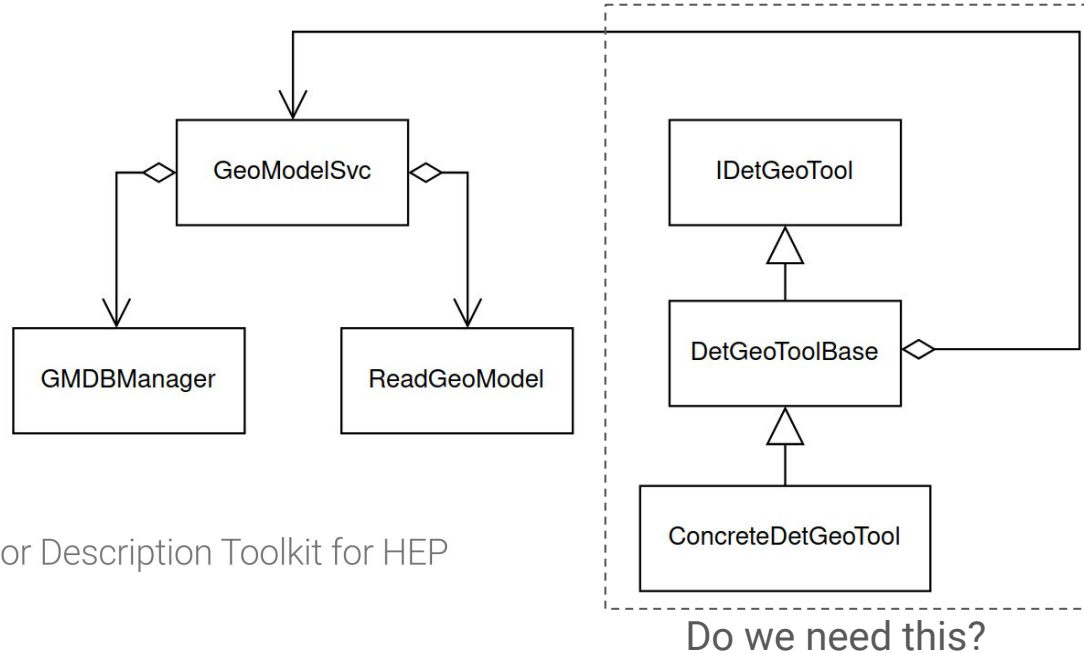 GeoModelSvc
IDetGeoTool
DetGeoToolBase
GMDBManager
ReadGeoModel
ConcreteDetGeoTool
or Description Toolkit for HEP
Do we need this?